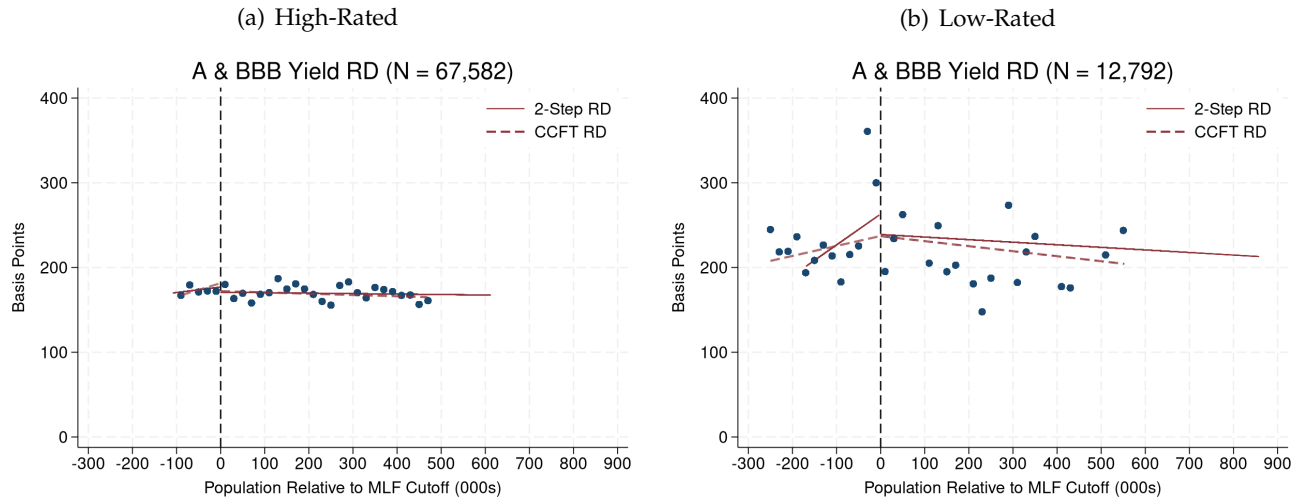 (a) High-Rated
A & BBB Yield RD (N = 67,582)
2-Step RD
CCFT RD
400
300
200
100
0
Basis Points
-300 -200 -100 0 100 200 300 400 500 600 700 800 900
Population Relative to MLF Cutoff (000s)
(b) Low-Rated
A & BBB Yield RD (N = 12,792)
2-Step RD
CCFT RD
400
300
200
100
0
Basis Points
-300 -200 -100 0 100 200 300 400 500 600 700 800 900
Population Relative to MLF Cutoff (000s)